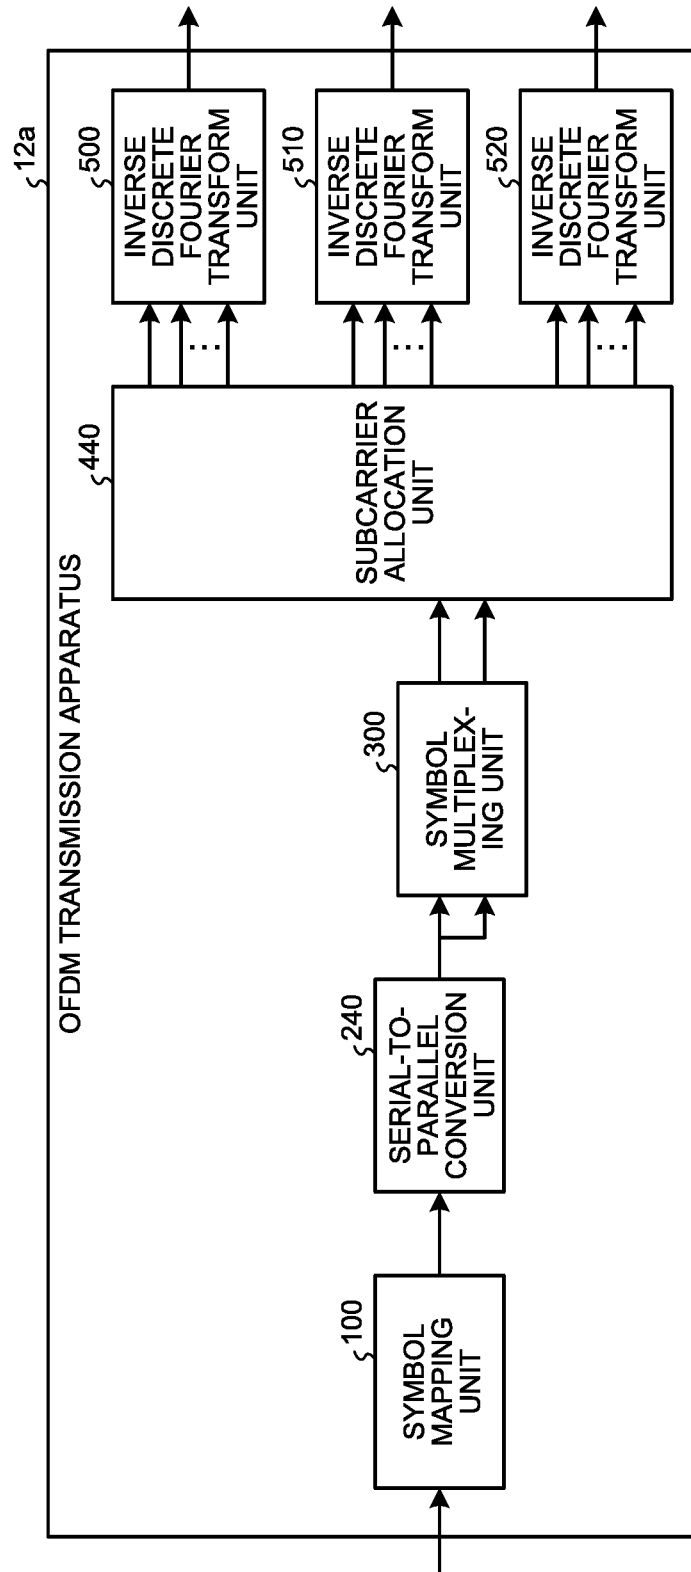 OFDM TRANSMISSION APPARATUS
12a
100
SYMBOL
MAPPING
UNIT
240
SERIAL-TO-
PARALLEL
CONVERSION
UNIT
300
SYMBOL
MULTIPLEX-
ING UNIT
440
SUBCARRIER
ALLOCATION
UNIT
...
...
...
500
INVERSE
DISCRETE
FOURIER
TRANSFORM
UNIT
510
INVERSE
DISCRETE
FOURIER
TRANSFORM
UNIT
520
INVERSE
DISCRETE
FOURIER
TRANSFORM
UNIT